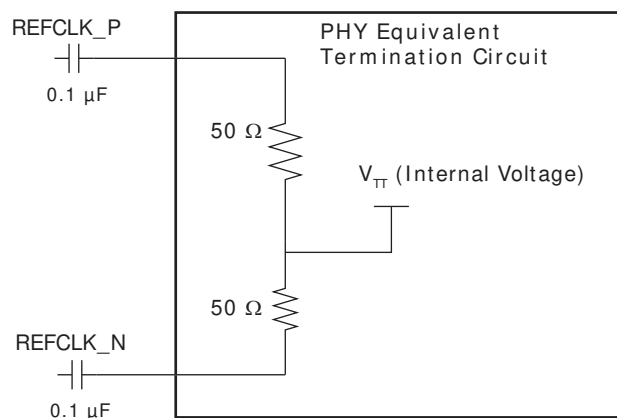 REFCLK_P
0.1 μF
PHY Equivalent
Termination Circuit
50 Ω
V_TT (Internal Voltage)
50 Ω
REFCLK_N
0.1 μF